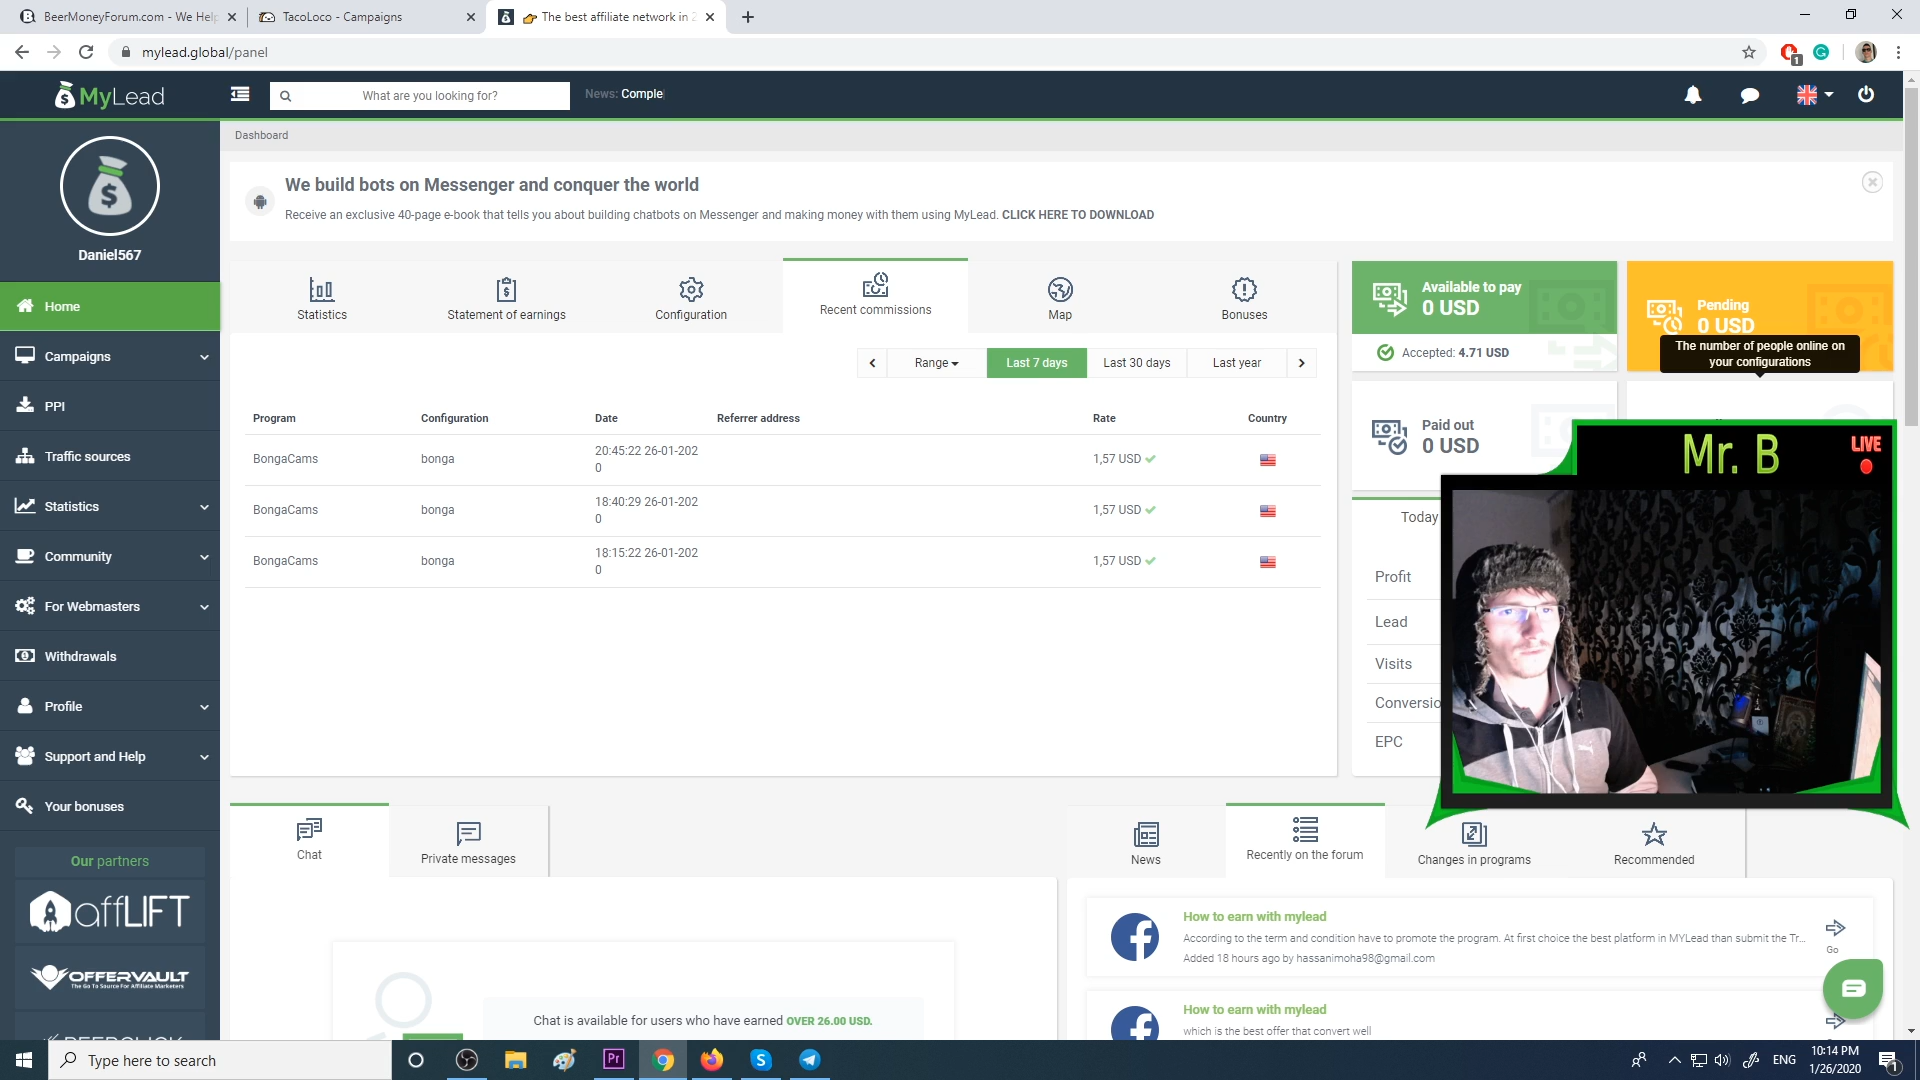 BeerMoneyForum.com - We Help
TacoLoco - Campaigns
The best affiliate network in 2
mylead.global/panel
1
MyLead
What are you looking for?
News: Comple
Daniel567
Home
Campaigns
PPI
Traffic sources
Statistics
Community
For Webmasters
Withdrawals
Profile
Support and Help
Your bonuses
Our partners
affLIFT
OFFERVAULT
The Go To Source For Affiliate Marketers
Dashboard
We build bots on Messenger and conquer the world
Receive an exclusive 40-page e-book that tells you about building chatbots on Messenger and making money with them using MyLead. CLICK HERE TO DOWNLOAD
Statistics
Statement of earnings
Configuration
Recent commissions
Map
Bonuses
Range
Last 7 days
Last 30 days
Last year
Program Configuration Date Referrer address Rate Country
BongaCams bonga 20:45:22 26-01-202
0 1,57 USD
BongaCams bonga 18:40:29 26-01-202
0 1,57 USD
BongaCams bonga 18:15:22 26-01-202
0 1,57 USD
Available to pay
0 USD
Accepted: 4.71 USD
Pending
0 USD
The number of people online on
your configurations
Paid out
0 USD
Mr. B
LIVE
Today
Profit
Lead
Visits
Conversio
EPC
Chat
Private messages
Chat is available for users who have earned OVER 26.00 USD.
News
Recently on the forum
Changes in programs
Recommended
How to earn with mylead
According to the term and condition have to promote the program. At first choice the best platform in MYLead than submit the Tr...
Added 18 hours ago by hassanimoha98@gmail.com
Go
How to earn with mylead
which is the best offer that convert well
Type here to search
Pr
ENG
10:14 PM
1/26/2020
1